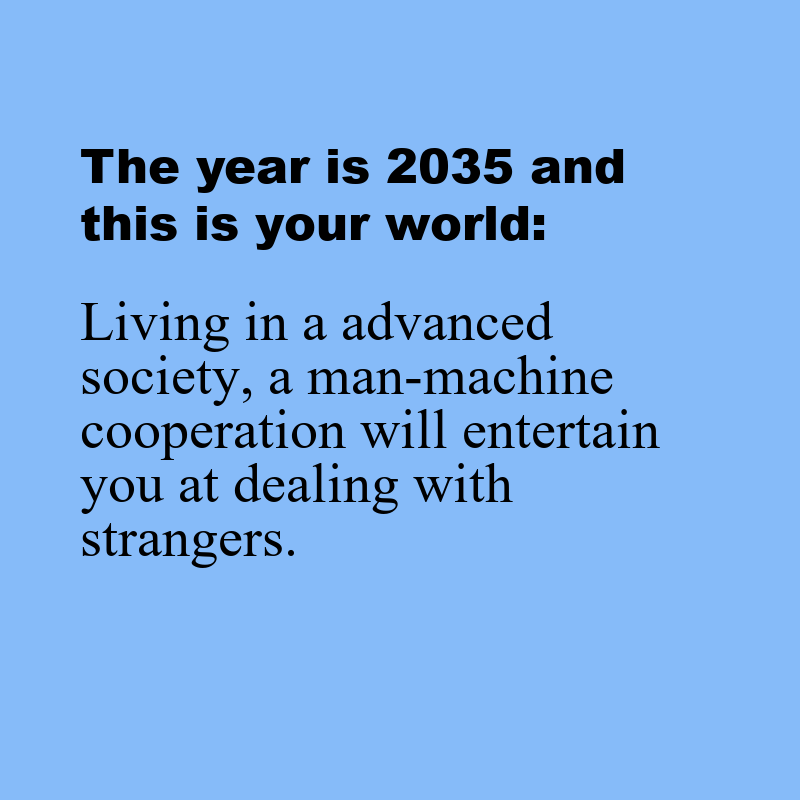 The year is 2035 and
this is your world:
Living in a advanced
society, a man-machine
cooperation will entertain
you at dealing with
strangers.